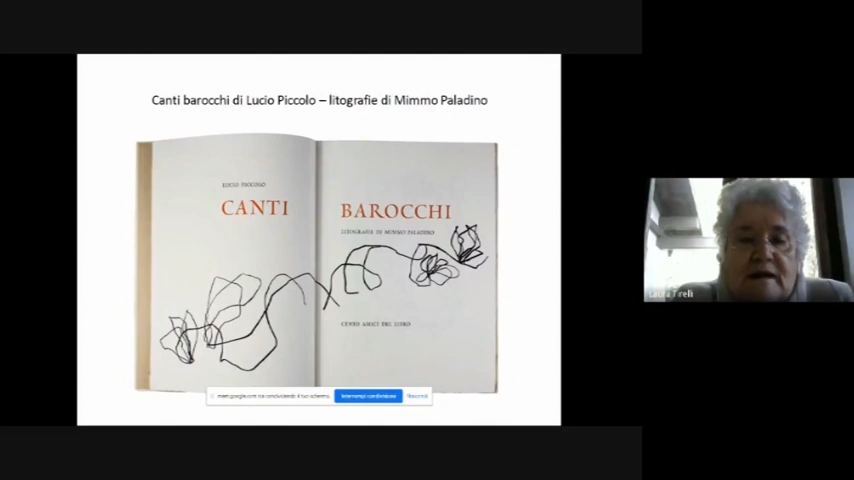 Canti barocchi di Lucio Piccolo – litografie di Mimmo Paladino
LUCIO PICCOLO
CANTI
BAROCCHI
LITOGRAFIE DI MIMMO PALADINO
CENTO AMICI DEL LIBRO
meet.google.com sta condividendo il tuo schermo.
Interrompi condivisione
Nascondi
Laura Tirelli